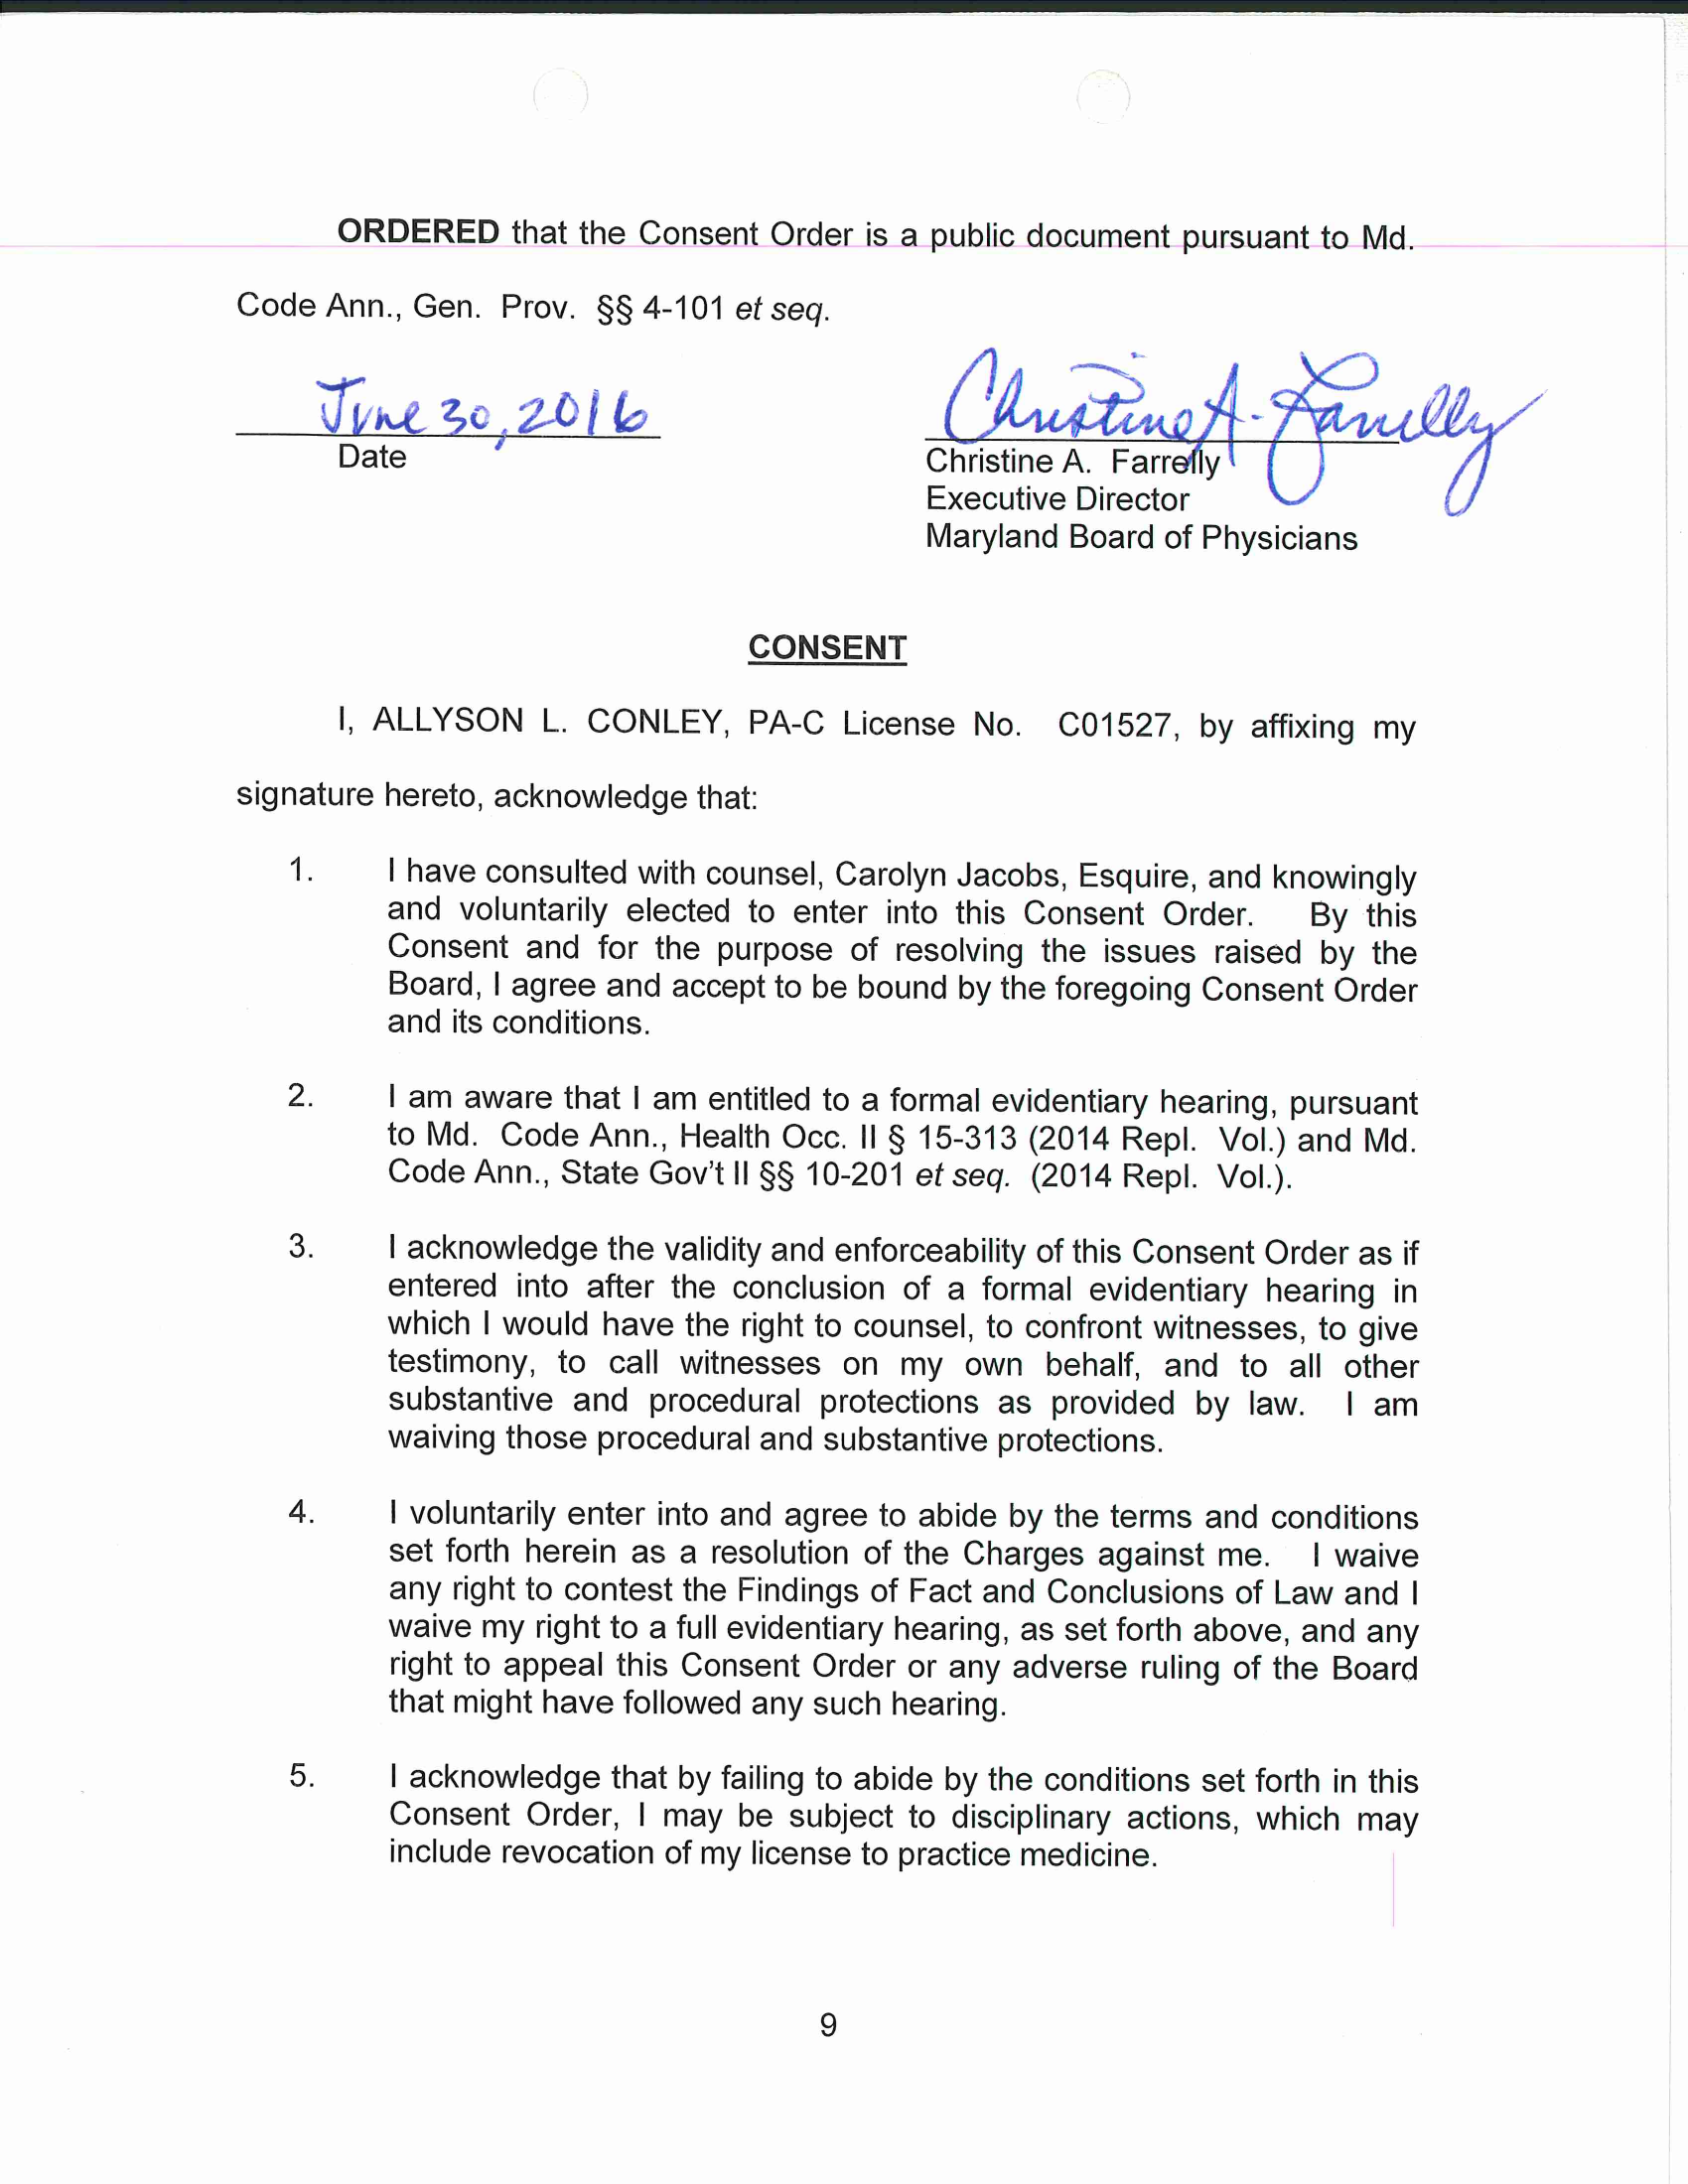 ORDERED that the Consent Order is a public document pursuant to Md.
Code Ann., Gen. Prov. §§ 4-101 et seq.
June 30, 2016
Date
Christine A. Farrelly
Christine A. Farrelly
Executive Director
Maryland Board of Physicians
CONSENT
I, ALLYSON L. CONLEY, PA-C License No. C01527, by affixing my
signature hereto, acknowledge that:
1. I have consulted with counsel, Carolyn Jacobs, Esquire, and knowingly
and voluntarily elected to enter into this Consent Order. By this
Consent and for the purpose of resolving the issues raised by the
Board, I agree and accept to be bound by the foregoing Consent Order
and its conditions.
2. I am aware that I am entitled to a formal evidentiary hearing, pursuant
to Md. Code Ann., Health Occ. II § 15-313 (2014 Repl. Vol.) and Md.
Code Ann., State Gov't II §§ 10-201 et seq. (2014 Repl. Vol.).
3. I acknowledge the validity and enforceability of this Consent Order as if
entered into after the conclusion of a formal evidentiary hearing in
which I would have the right to counsel, to confront witnesses, to give
testimony, to call witnesses on my own behalf, and to all other
substantive and procedural protections as provided by law. I am
waiving those procedural and substantive protections.
4. I voluntarily enter into and agree to abide by the terms and conditions
set forth herein as a resolution of the Charges against me. I waive
any right to contest the Findings of Fact and Conclusions of Law and I
waive my right to a full evidentiary hearing, as set forth above, and any
right to appeal this Consent Order or any adverse ruling of the Board
that might have followed any such hearing.
5. I acknowledge that by failing to abide by the conditions set forth in this
Consent Order, I may be subject to disciplinary actions, which may
include revocation of my license to practice medicine.
9